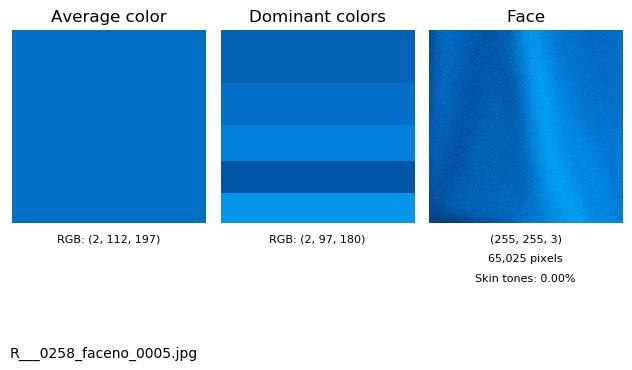 Average color
Dominant colors
Face
RGB: (2, 112, 197)
RGB: (2, 97, 180)
(255, 255, 3)
65,025 pixels
Skin tones: 0.00%
R___0258_faceno_0005.jpg